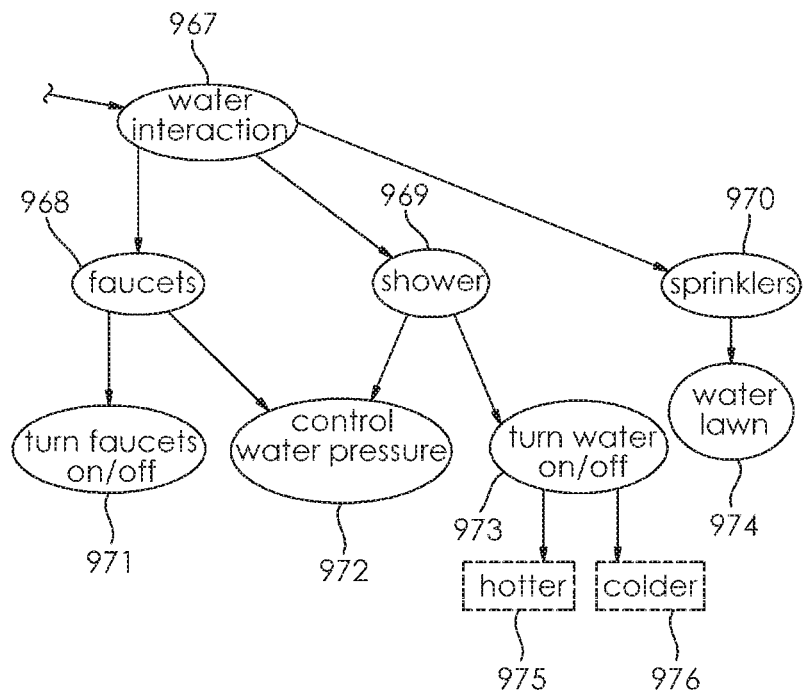 967
water
interaction
968
969
970
faucets
shower
sprinklers
turn faucets
on/off
control
water pressure
turn water
on/off
water
lawn
971
972
973
974
hotter
colder
975
976